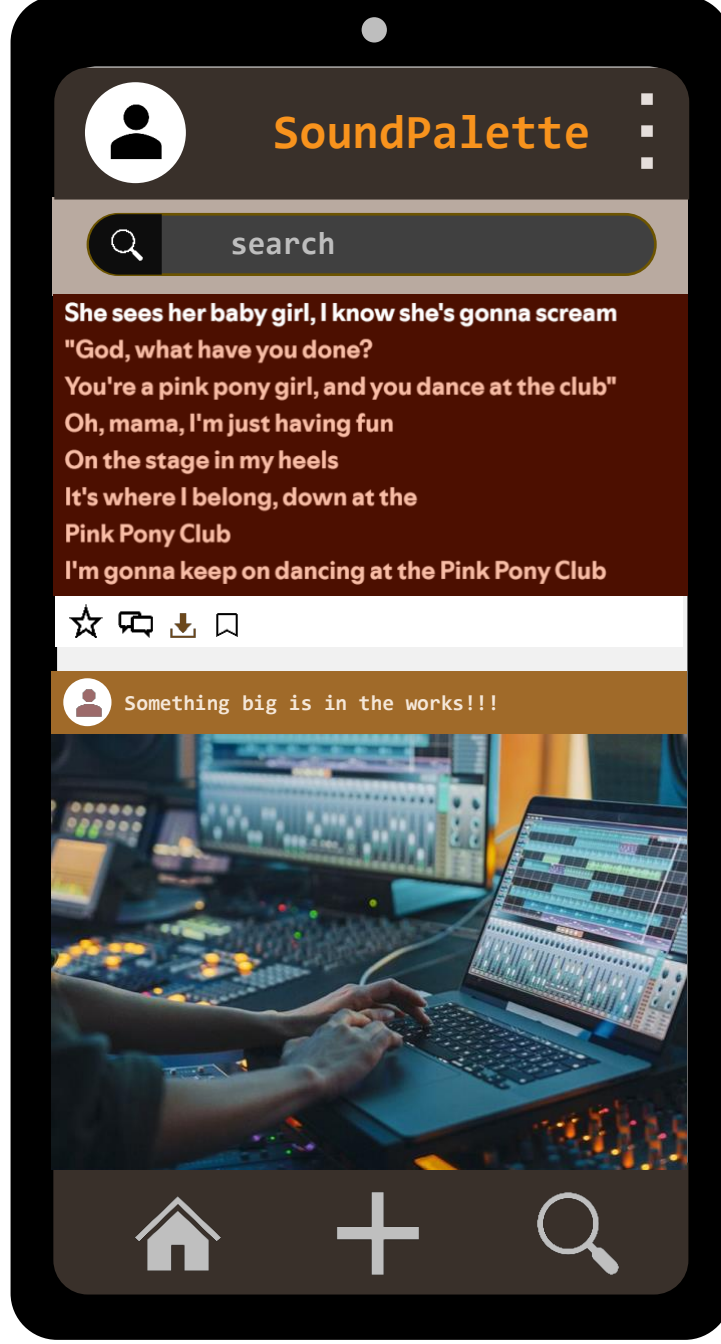 SoundPalette
search
She sees her baby girl, I know she's gonna scream
"God, what have you done?
You're a pink pony girl, and you dance at the club"
Oh, mama, I'm just having fun
On the stage in my heels
It's where I belong, down at the
Pink Pony Club
I'm gonna keep on dancing at the Pink Pony Club
Something big is in the works!!!